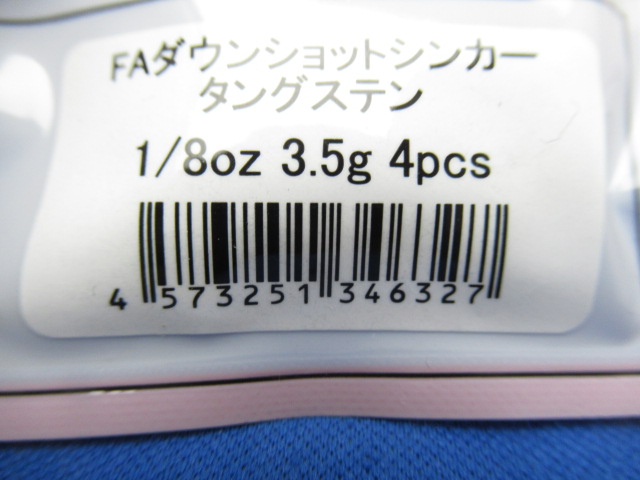 FAダウンショットシンカー
タングステン
1/8oz 3.5g 4pcs
4 573251 346327